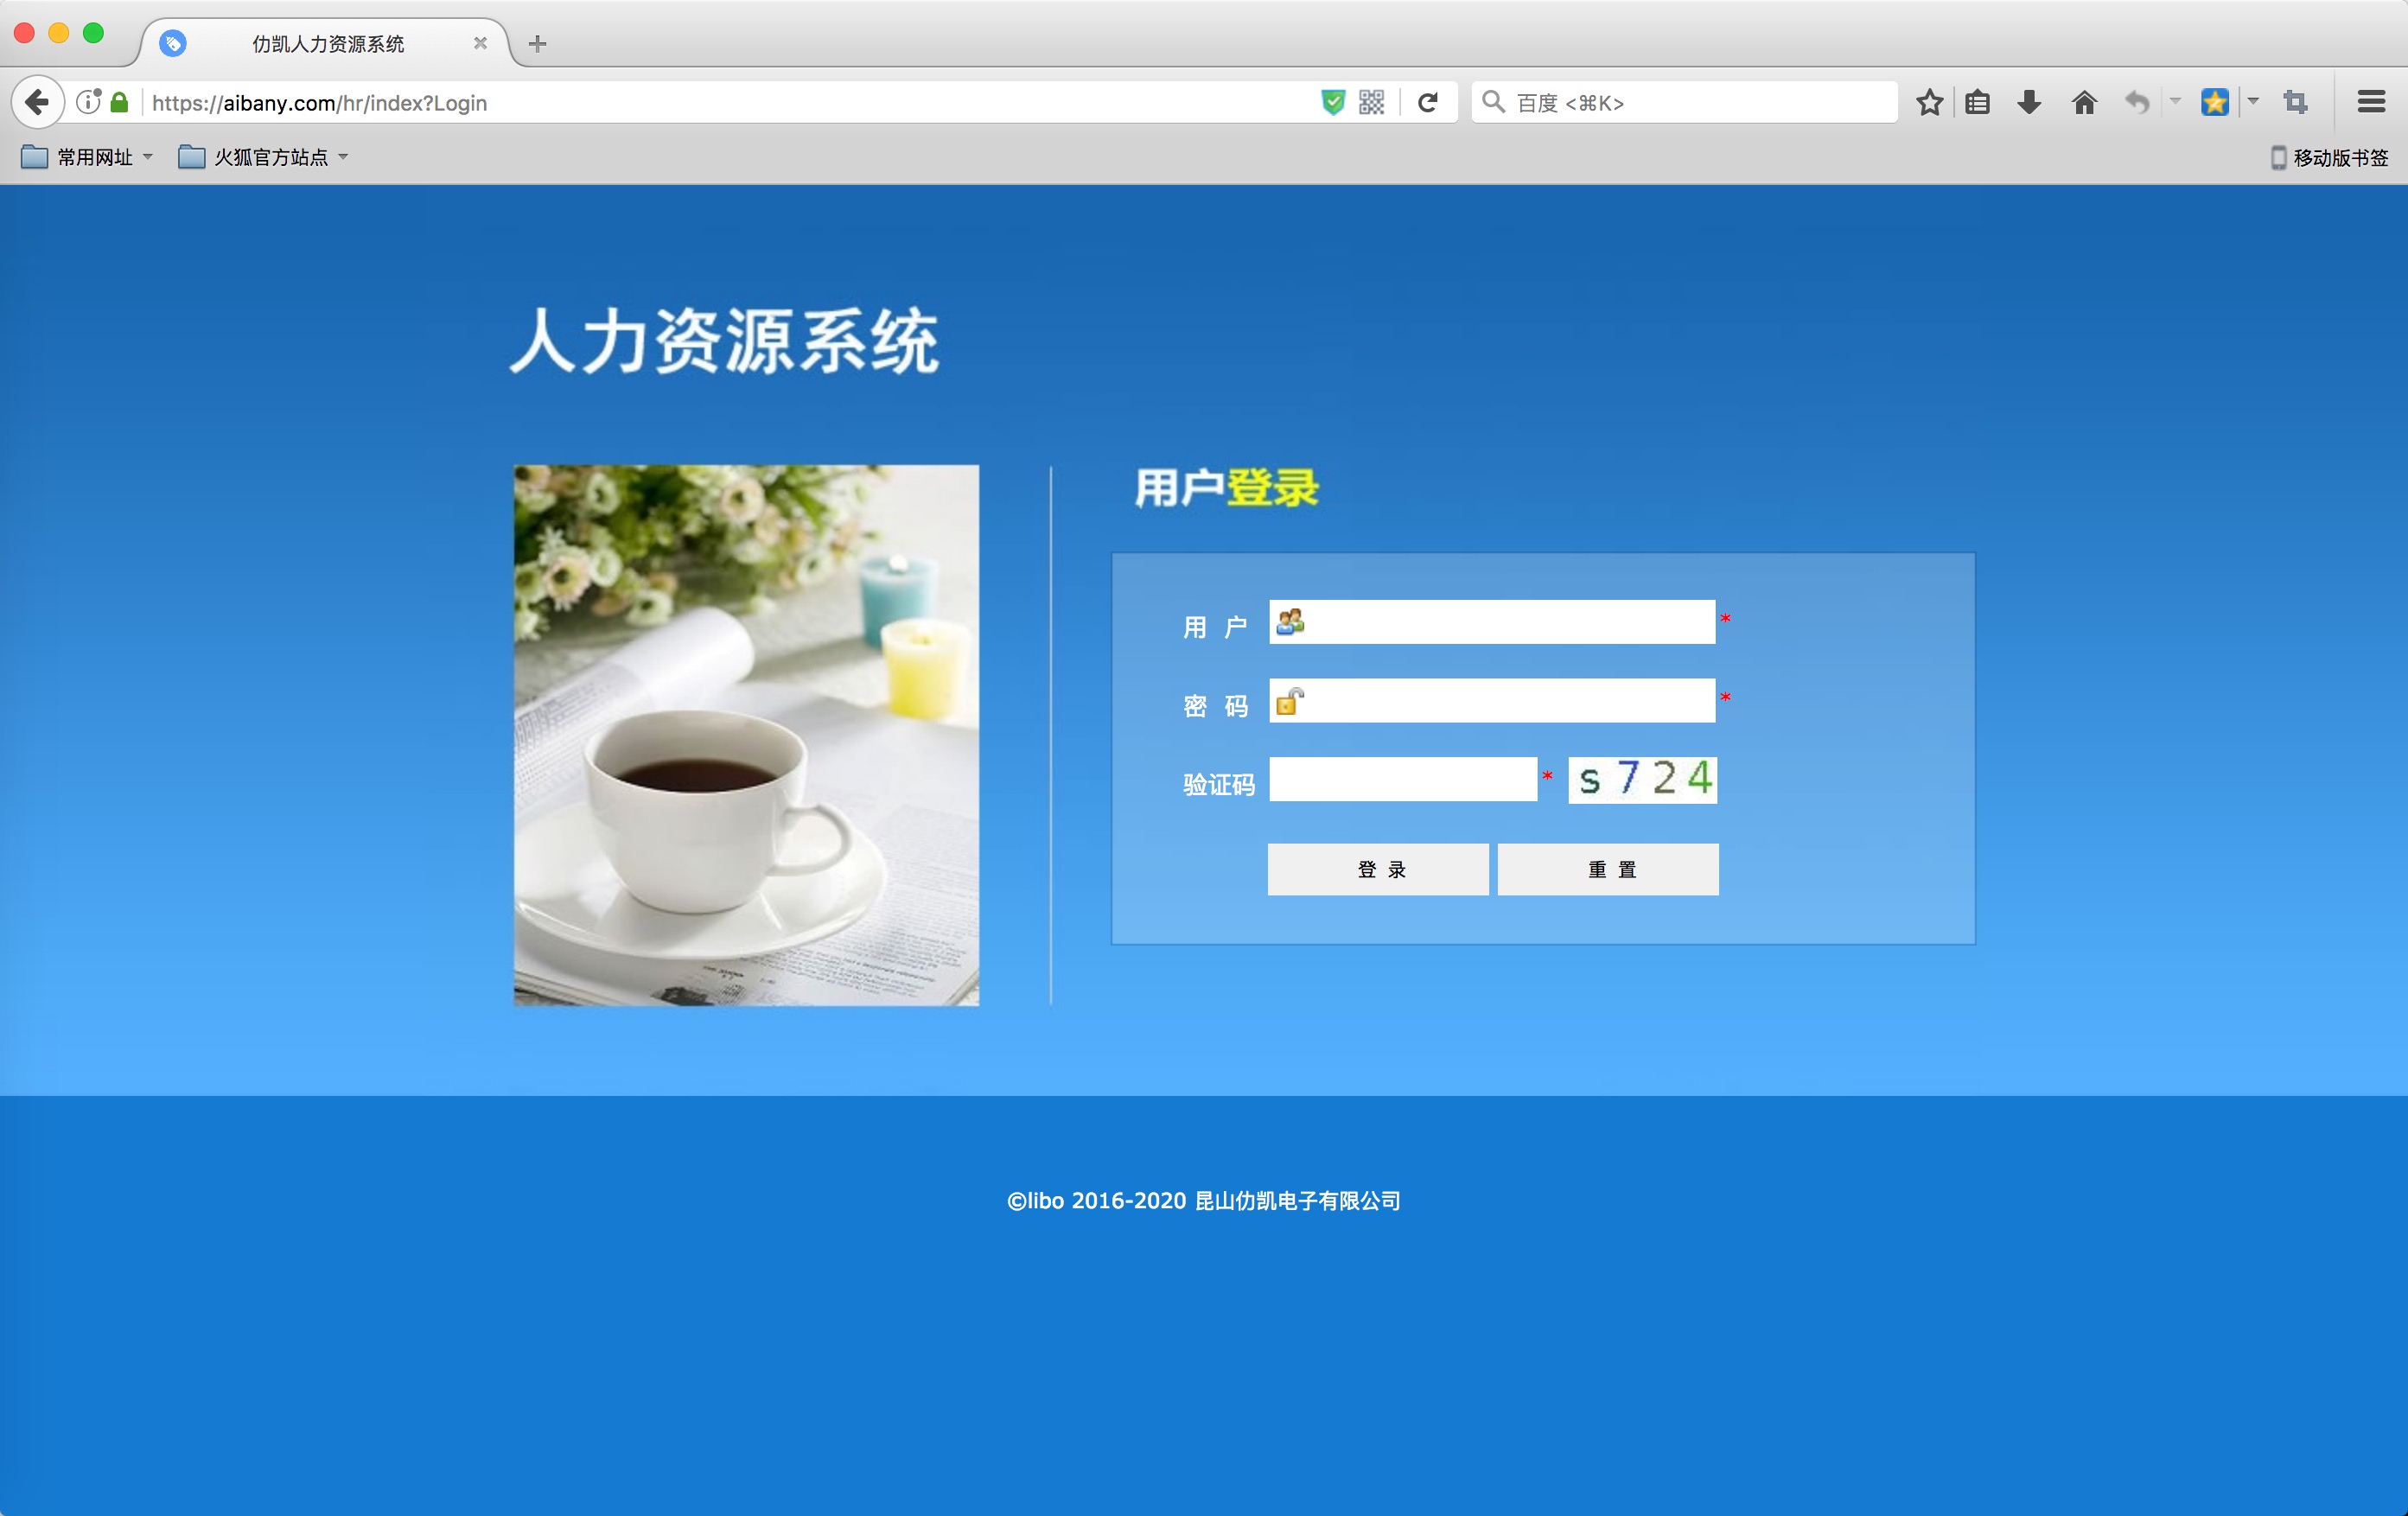 仂凯人力资源系统
https://aibany.com/hr/index?Login
百度 <⌘K>
常用网址 火狐官方站点 移动版书签
人力资源系统
用户登录
用 户 *
密 码 *
验证码 * s724
登 录 重 置
©libo 2016-2020 昆山仂凯电子有限公司